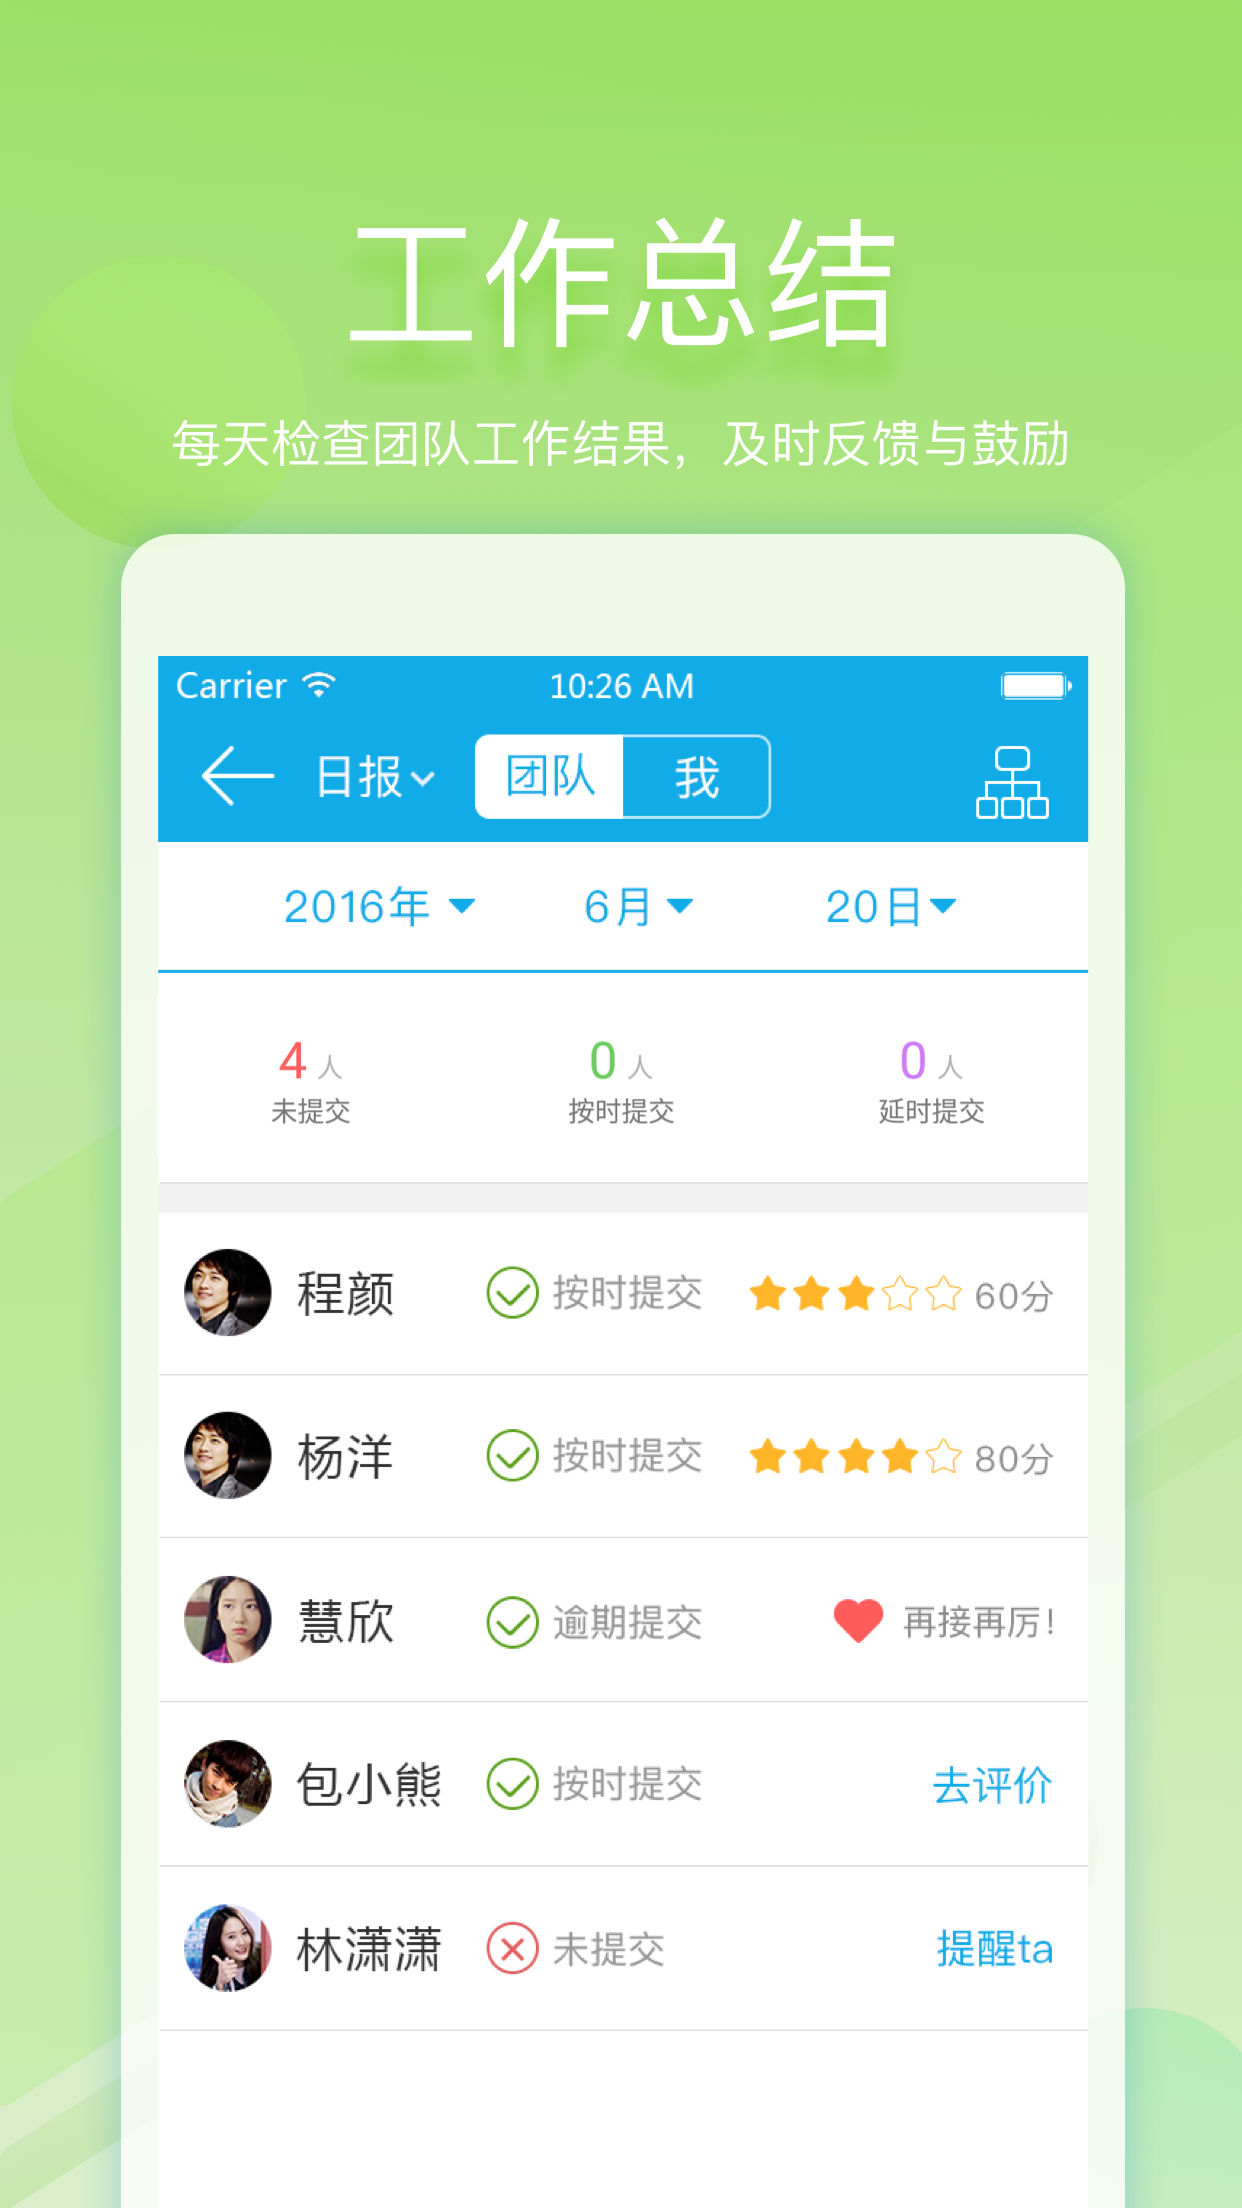 工作总结
每天检查团队工作结果，及时反馈与鼓励
Carrier 10:26 AM
日报 团队 我
2016年 6月 20日
4人 0人 0人
未提交 按时提交 延时提交
程颜 按时提交 60分
杨洋 按时提交 80分
慧欣 逾期提交 再接再厉！
包小熊 按时提交 去评价
林潇潇 未提交 提醒ta